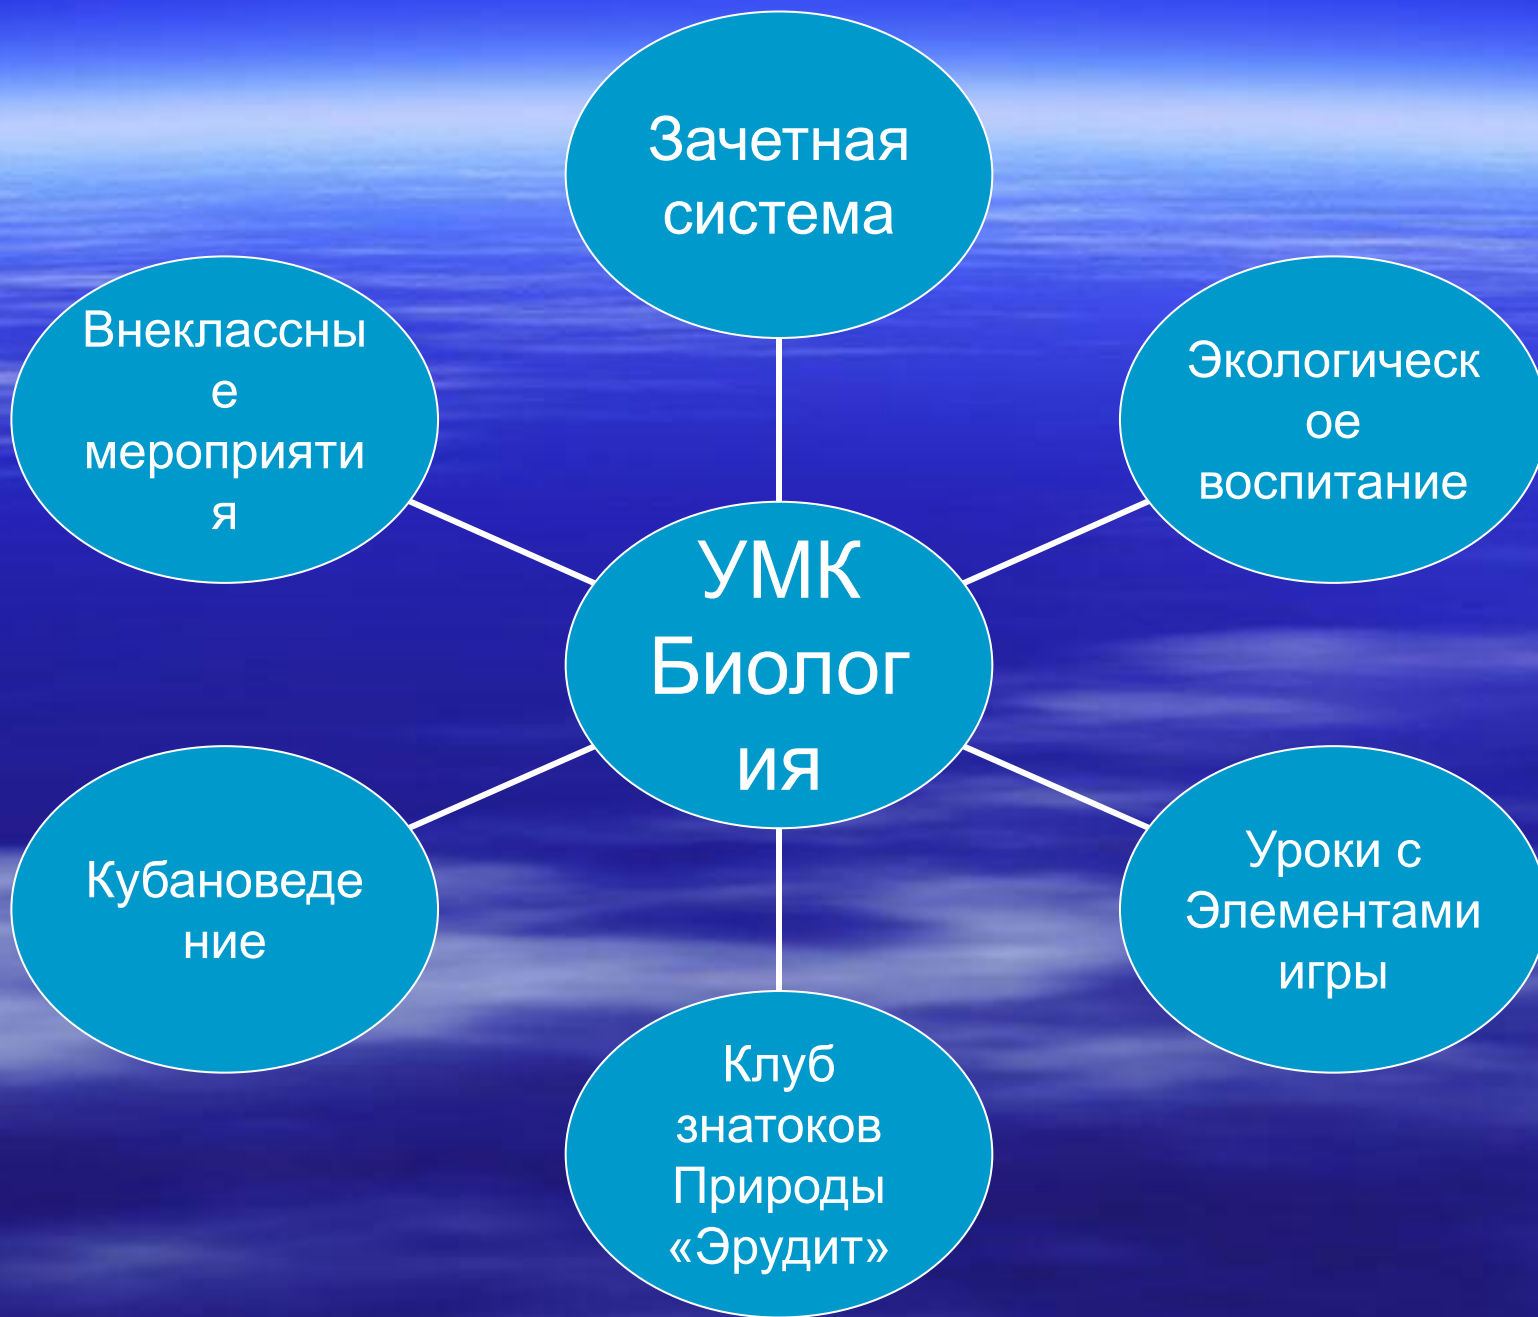 Зачетная
система
Внеклассны
е
мероприяти
я
Экологическ
ое
воспитание
УМК
Биолог
ия
Кубановеде
ние
Уроки с
Элементами
игры
Клуб
знатоков
Природы
«Эрудит»